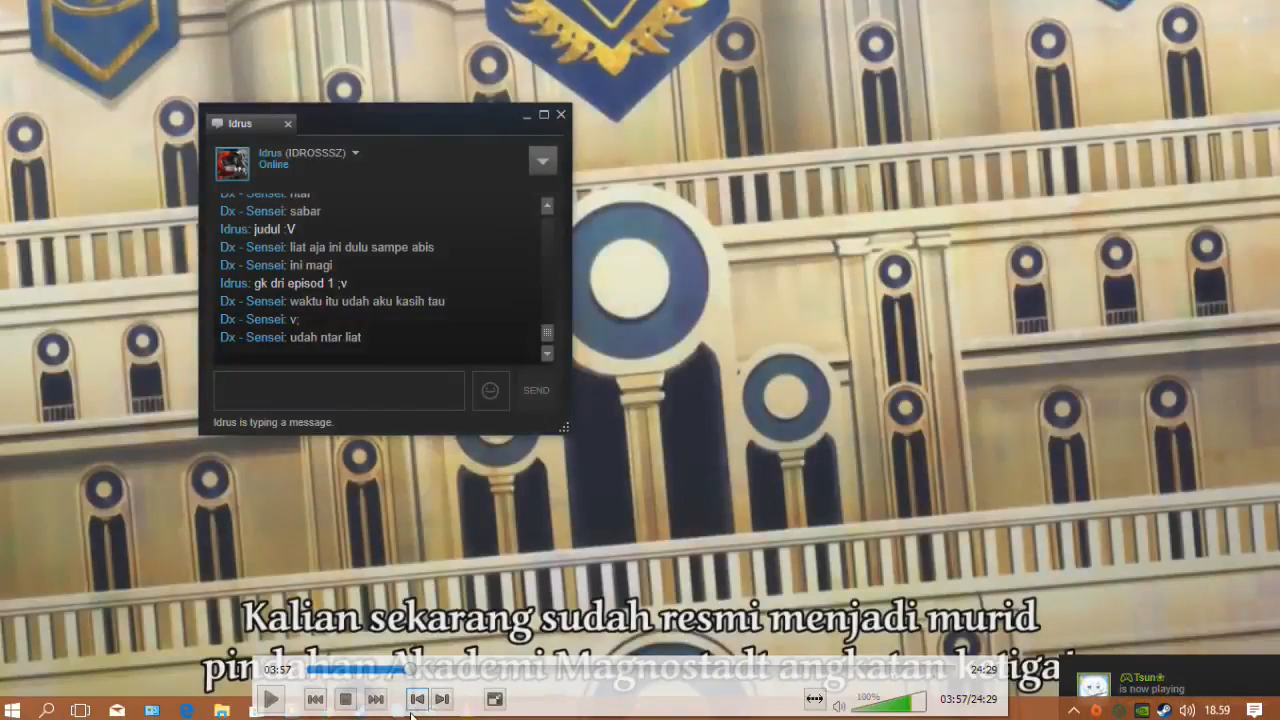 Idrus
Idrus (IDROSSSZ)
Online
Dx - Sensei: ntar
Dx - Sensei: sabar
Idrus: judul :V
Dx - Sensei: liat aja ini dulu sampe abis
Dx - Sensei: ini magi
Idrus: gk dri episod 1 ;v
Dx - Sensei: waktu itu udah aku kasih tau
Dx - Sensei: v;
Dx - Sensei: udah ntar liat
SEND
Idrus is typing a message.
Kalian sekarang sudah resmi menjadi murid
pindahan Akademi Magnostadt angkatan ketiga
03:57
24:29
100%
03:57/24:29
Tsun
is now playing
18.59